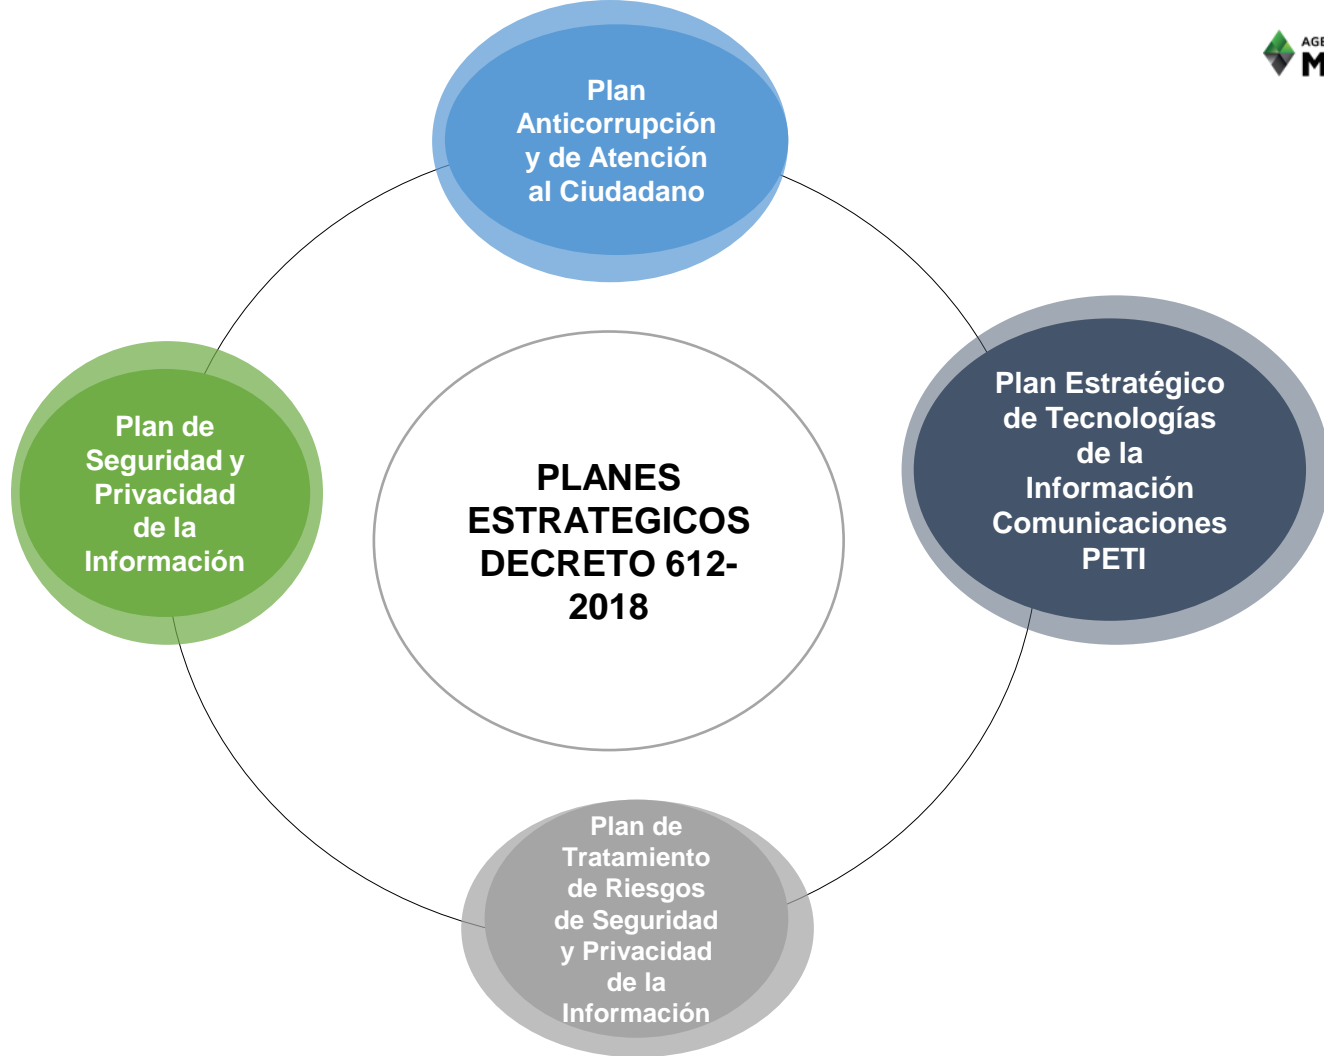 Plan
Anticorrupción
y de Atención
al Ciudadano
Plan Estratégico
de Tecnologías
de la
Información
Comunicaciones
PETI
Plan de
Seguridad y
Privacidad
de la
Información
PLANES
ESTRATEGICOS
DECRETO 612-
2018
Plan de
Tratamiento
de Riesgos
de Seguridad
y Privacidad
de la
Información